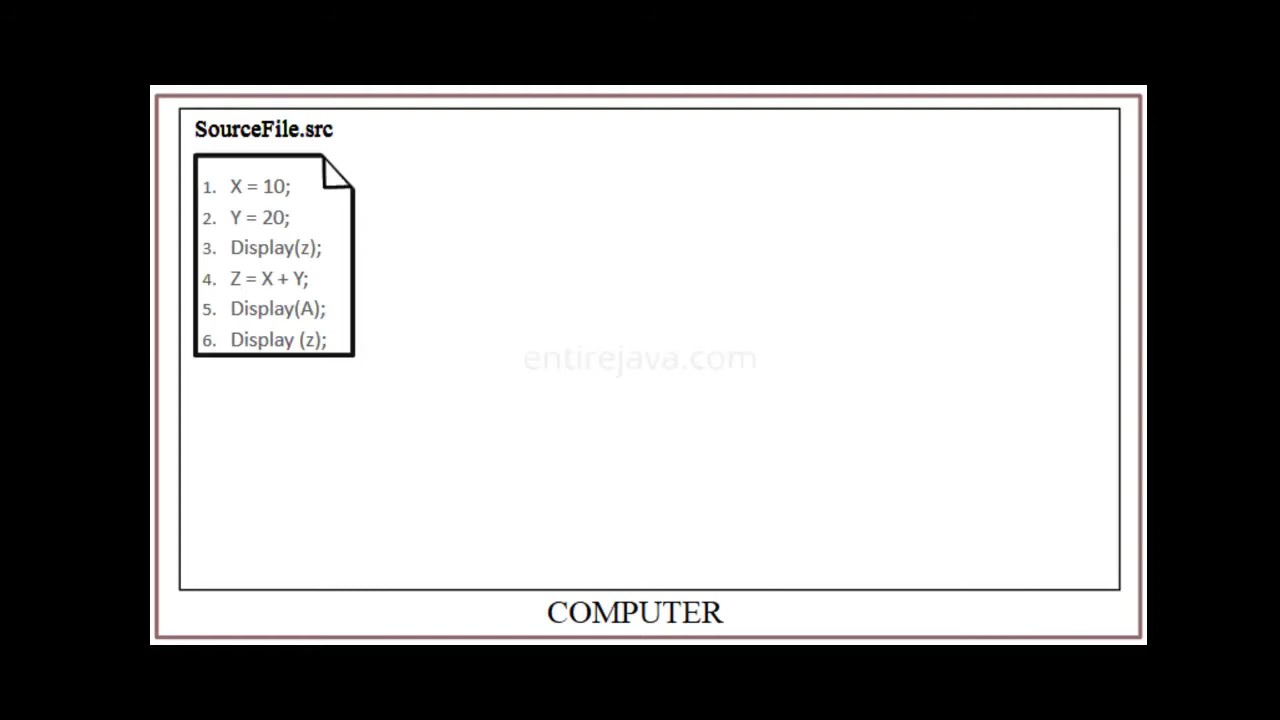 SourceFile.src
1. X = 10;
2. Y = 20;
3. Display(z);
4. Z = X + Y;
5. Display(A);
6. Display (z);
entirejava.com
COMPUTER